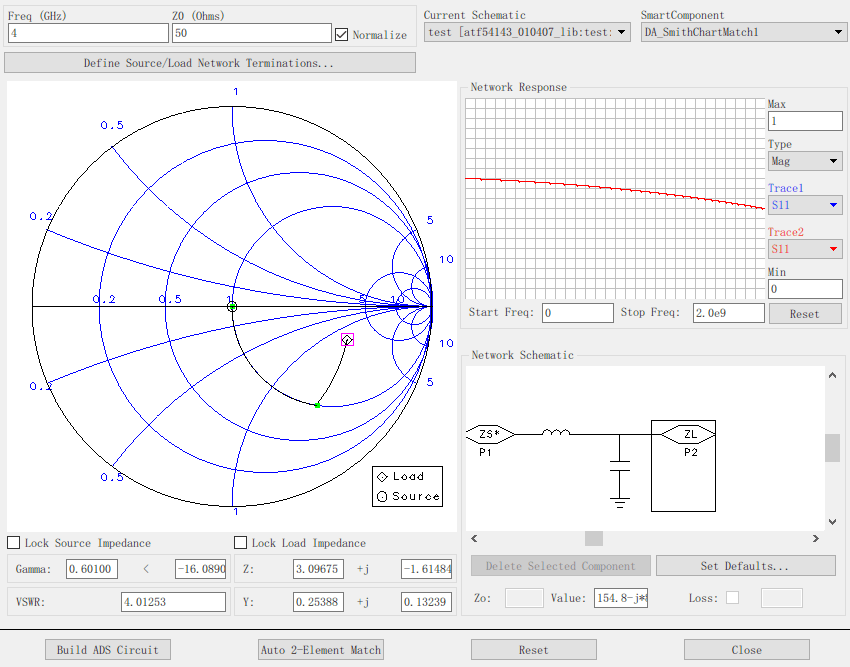 Freq (GHz)
Z0 (Ohms)
Current Schematic
SmartComponent
4
50
Normalize
test [atf54143_010407_lib:test:
DA_SmithChartMatch1
Define Source/Load Network Terminations...
Network Response
1
0.5
0.2
5
10
0.2
0.5
1
5
10
10
5
0.2
0.5
1
Load
Source
Max
1
Type
Mag
Trace1
S11
Trace2
S11
Min
0
Start Freq:
0
Stop Freq:
2.0e9
Reset
Network Schematic
ZS*
P1
ZL
P2
Lock Source Impedance
Lock Load Impedance
Gamma:
0.60100
<
-16.0890
Z:
3.09675
+j
-1.61484
VSWR:
4.01253
Y:
0.25388
+j
0.13239
Delete Selected Component
Set Defaults...
Zo:
Value:
154.8-j*
Loss:
Build ADS Circuit
Auto 2-Element Match
Reset
Close